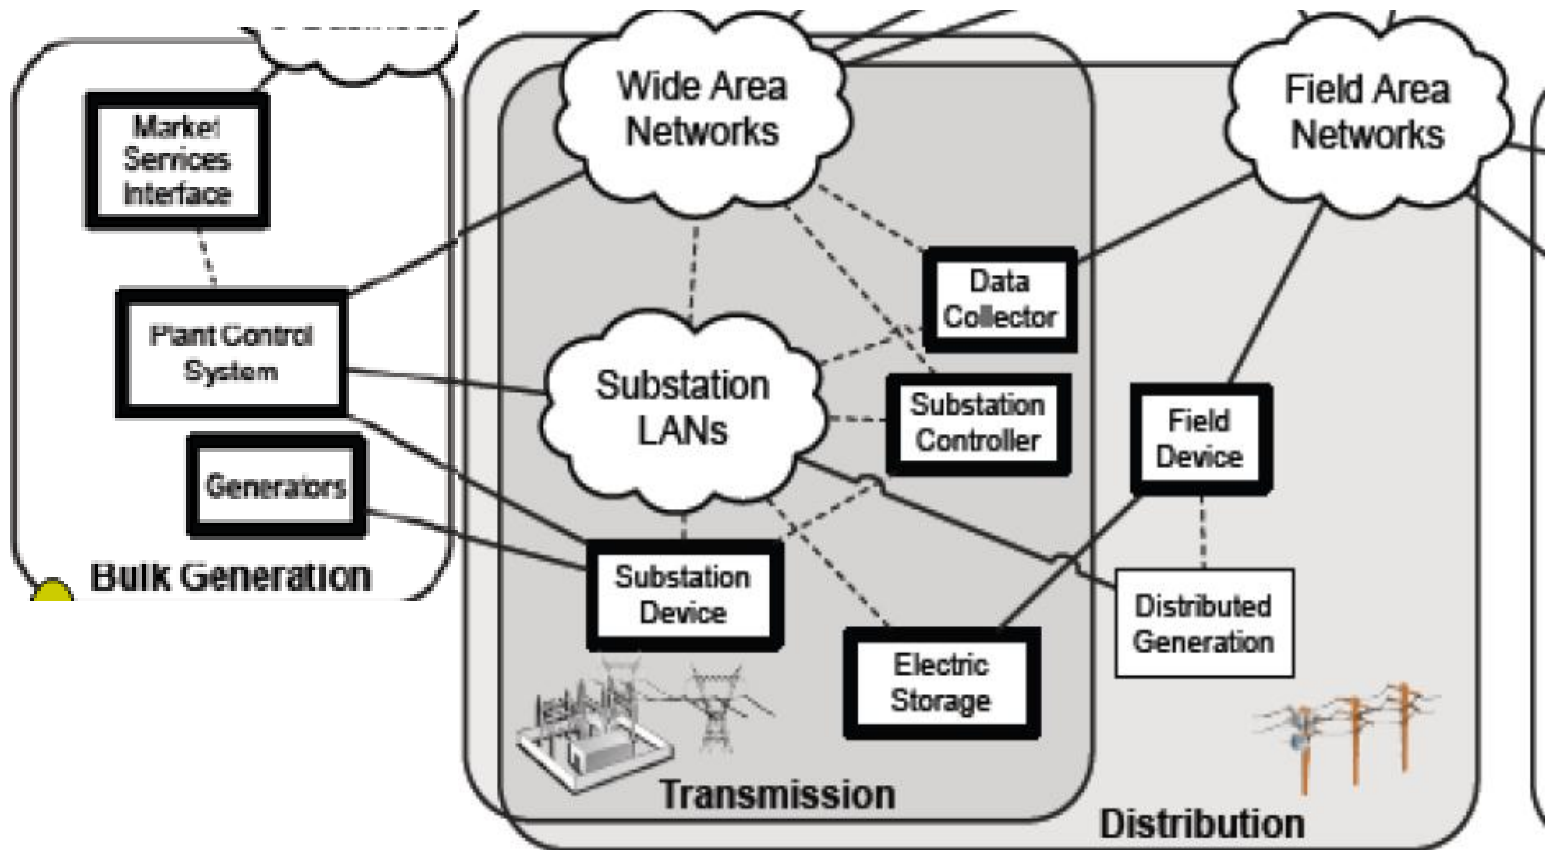 Wide Area
Networks
Field Area
Networks
Market
Services
Interface
Data
Collector
Plant Control
System
Substation
LANs
Substation
Controller
Field
Device
Generators
Bulk Generation
Substation
Device
Distributed
Generation
Electric
Storage
Transmission
Distribution